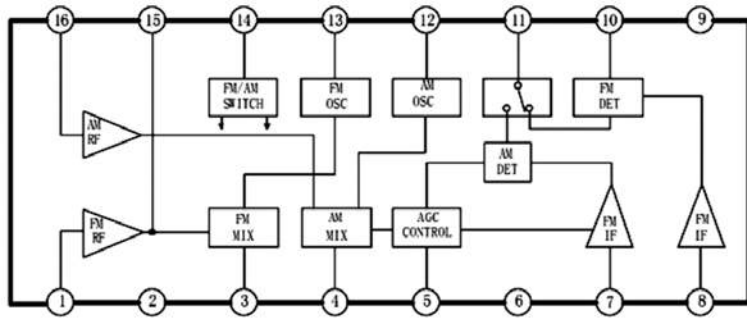 16 15 14 13 12 11 10 9
FM/AM
SWITCH
FM
OSC
AM
OSC
FM
DET
AM
RF
AM
DET
FM
RF
FM
MIX
AM
MIX
AGC
CONTROL
FM
IF
FM
IF
1 2 3 4 5 6 7 8